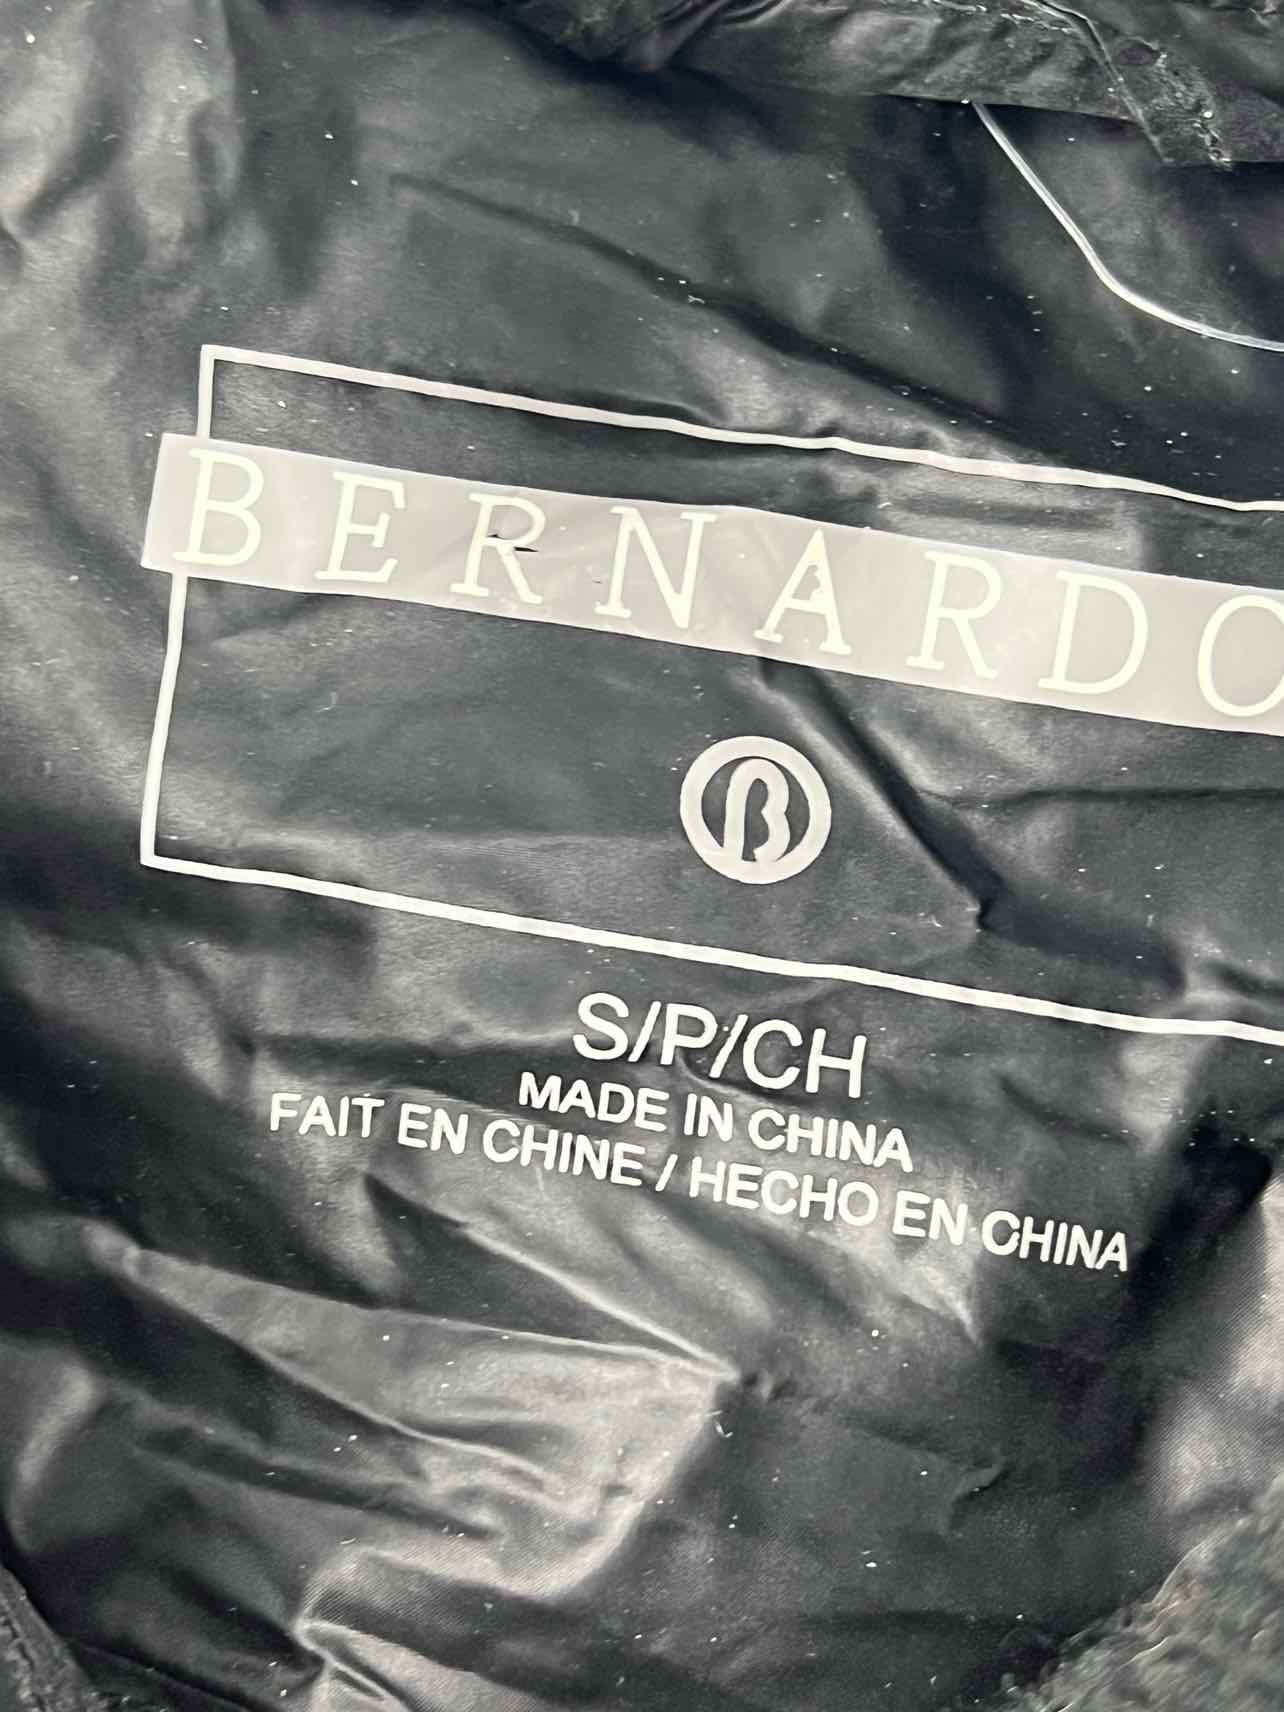 BERNARDO
S/P/CH
MADE IN CHINA
FAIT EN CHINE / HECHO EN CHINA